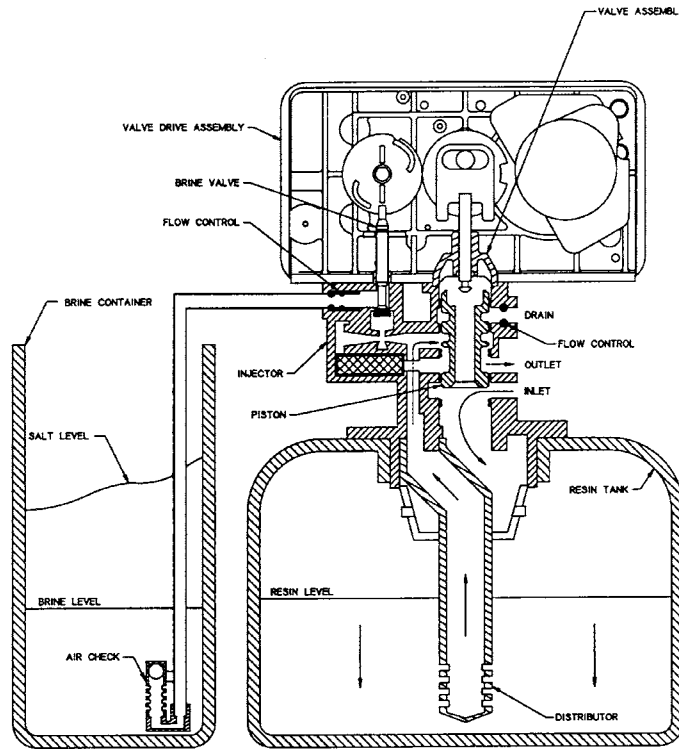 VALVE ASSEMBL
VALVE DRIVE ASSEMBLY
BRINE VALVE
FLOW CONTROL
BRINE CONTAINER
DRAIN
FLOW CONTROL
INJECTOR
OUTLET
INLET
PISTON
SALT LEVEL
RESIN TANK
BRINE LEVEL
RESIN LEVEL
AIR CHECK
DISTRIBUTOR